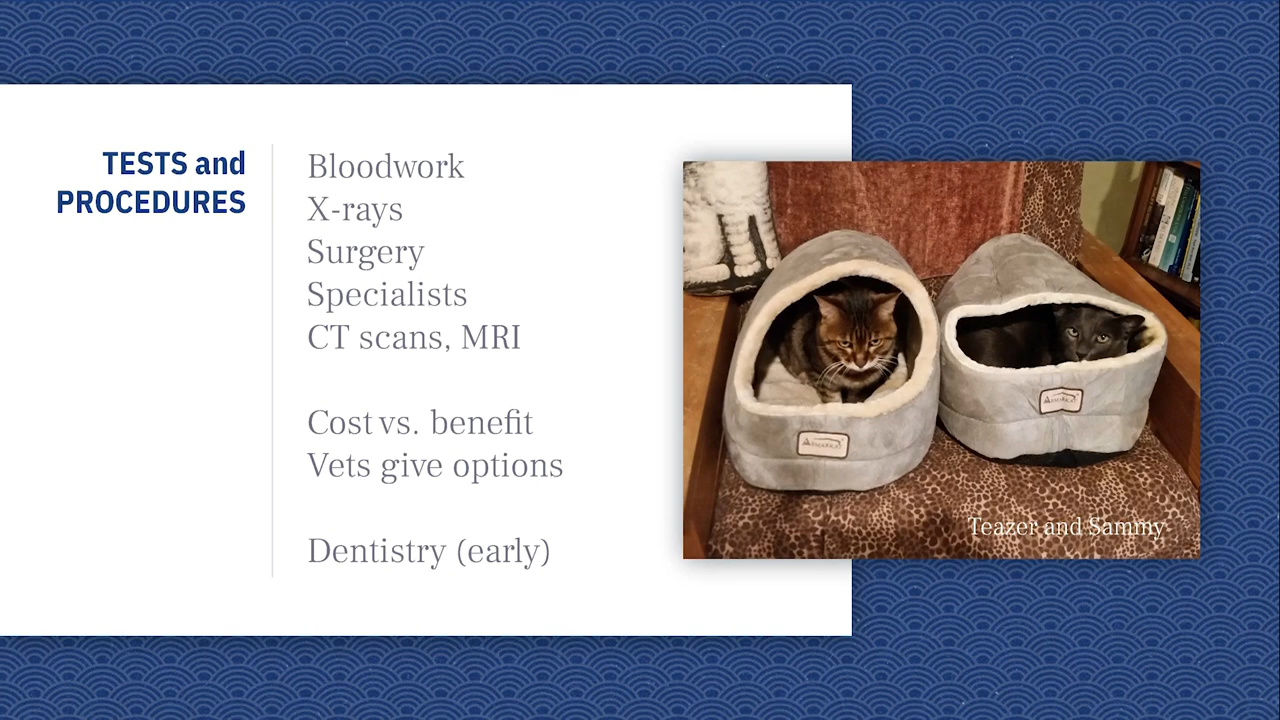 TESTS and
PROCEDURES
Bloodwork
X-rays
Surgery
Specialists
CT scans, MRI
Cost vs. benefit
Vets give options
Dentistry (early)
Teazer and Sammy